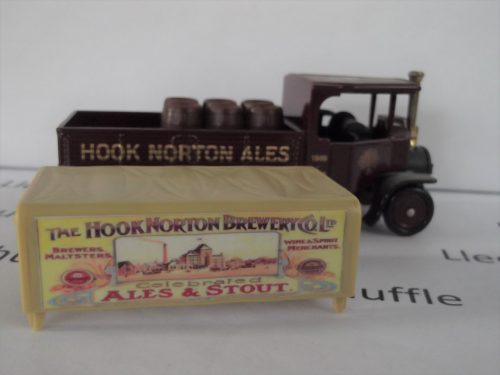 HOOK NORTON ALES
THE HOOK NORTON BREWERY CO. LTD
BREWERS,
MALTSTERS,
WINE & SPIRIT
MERCHANTS.
Celebrated
ALES & STOUT.
uffle